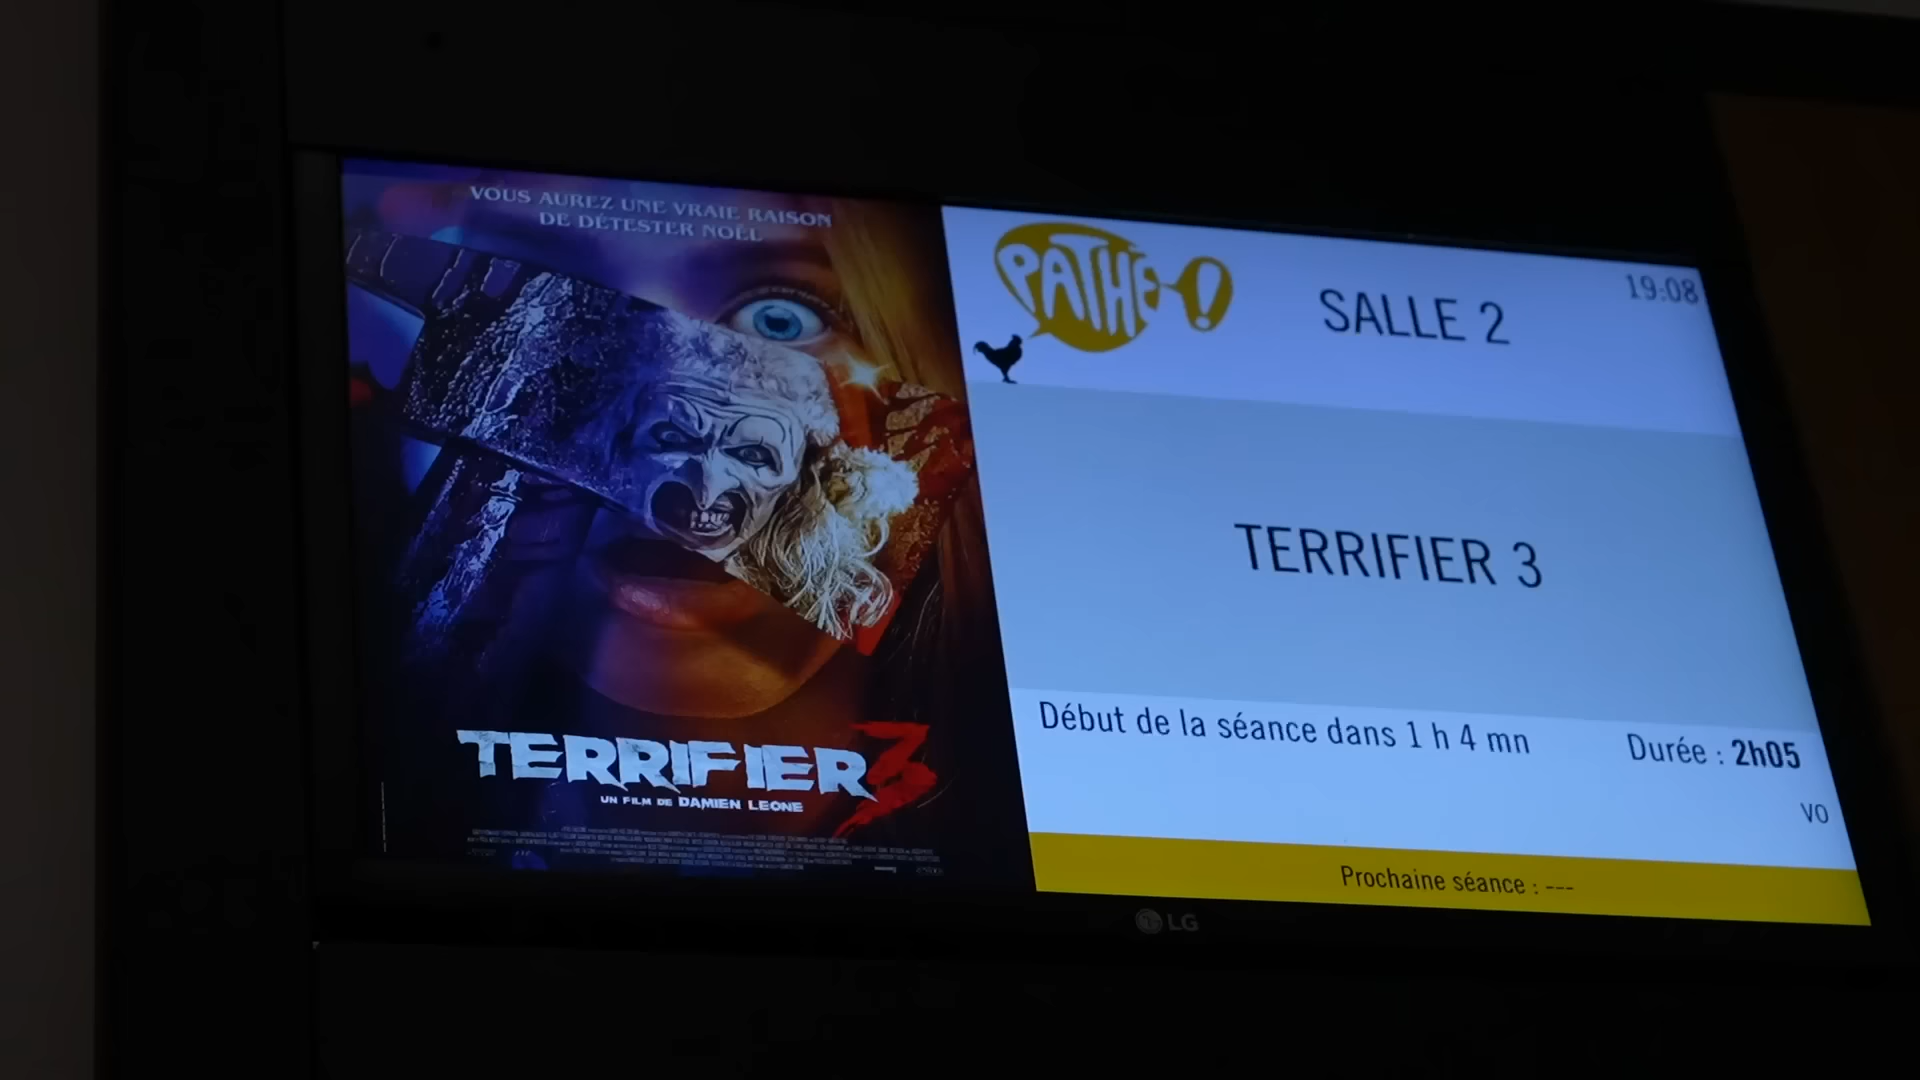 VOUS AUREZ UNE VRAIE RAISON
DE DÉTESTER NOËL
TERRIFIER 3
UN FILM DE DAMIEN LEONE
PATHÉ!
SALLE 2
19:08
TERRIFIER 3
Début de la séance dans 1 h 4 mn
Durée : 2h05
VO
Prochaine séance : ---
LG